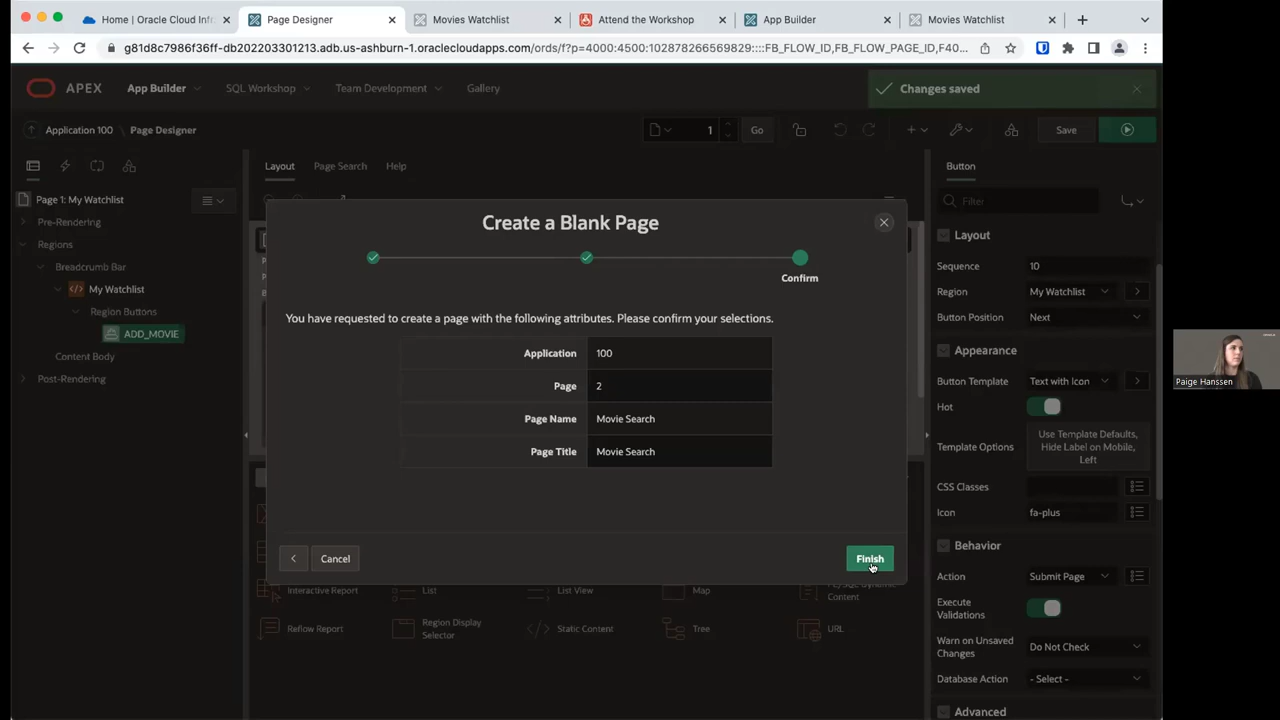 Home | Oracle Cloud Inf
Page Designer
Movies Watchlist
Attend the Workshop
App Builder
Movies Watchlist
g81d8c7986f36ff-db202203301213.adb.us-ashburn-1.oraclecloudapps.com/ords/f?p=4000:4500:10287826656929::::FB_FLOW_ID,FB_FLOW_PAGE_ID,F40...
APEX
App Builder
SQL Workshop
Team Development
Gallery
Changes saved
Application 100
Page Designer
1
Go
Save
Layout
Page Search
Help
Button
Page 1: My Watchlist
Filter
Pre-Rendering
Regions
Breadcrumb Bar
My Watchlist
Region Buttons
ADD_MOVIE
Content Body
Post-Rendering
Create a Blank Page
Confirm
You have requested to create a page with the following attributes. Please confirm your selections.
Application 100
Page 2
Page Name Movie Search
Page Title Movie Search
Cancel
Finish
Interactive Report
List
List View
Map
Content
Reflow Report
Region Display
Selector
Static Content
Tree
URL
Layout
Sequence 10
Region My Watchlist
Button Position Next
Appearance
Button Template Text with Icon
Hot
Template Options
Use Template Defaults,
Hide Label on Mobile,
Left
CSS Classes
Icon fa-plus
Behavior
Action Submit Page
Execute
Validations
Warn on Unsaved
Changes
Do Not Check
Database Action - Select -
Advanced
Paige Hanssen